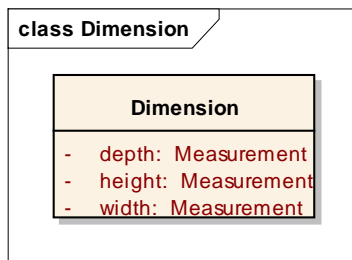 class Dimension
Dimension
- depth: Measurement
- height: Measurement
- width: Measurement